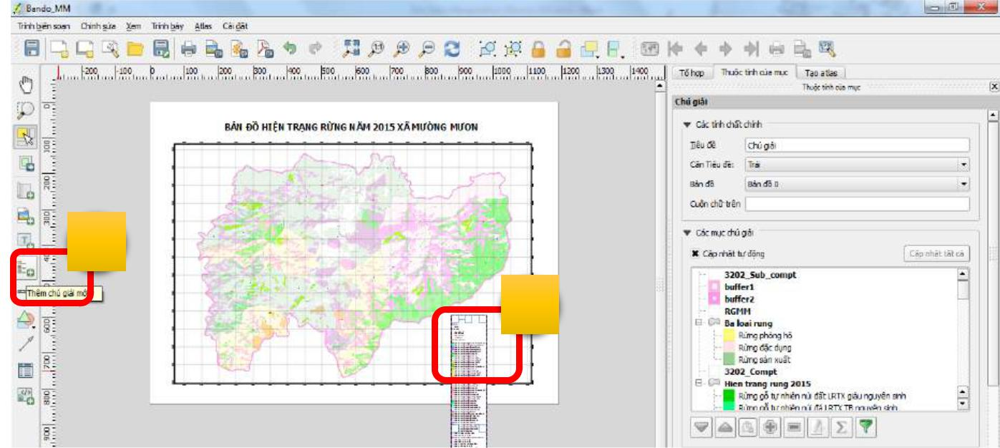 Bando_MM
Trình biên soạn Chỉnh sửa Xem Trình bày Atlas Cài đặt
-200 -100 0 100 200 300 400 500 600 700 800 900 1000 1100 1200 1300 1400
Tổ hợp Thuộc tính của mục Tạo atlas
Thuộc tính của mục
Chú giải
Các tính chất chính
Tiêu đề Chú giải
Căn Tiêu đề: Trái
Bản đồ Bản đồ 0
Cuộn chữ trên
Các mục chú giải
Cập nhật tự động Cập nhật tất cả
3202_Sub_compt
buffer1
buffer2
RGMM
Ba loai rung
Rừng phòng hộ
Rừng đặc dụng
Rừng sản xuất
3202_Compt
Hien trang rung 2015
Rừng gỗ tự nhiên núi đất LRTX giàu nguyên sinh
Rừng gỗ tự nhiên núi đá LRTX TB nguyên sinh
BẢN ĐỒ HIỆN TRẠNG RỪNG NĂM 2015 XÃ MƯỜNG MƯƠN
0
100
200
300
600
700
800
900
Thêm chú giải mới